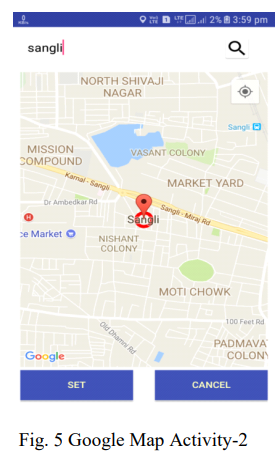 LTE 2% 3:59 pm
sangli
NORTH SHIVAJI
NAGAR
Sangli
MISSION
COMPOUND
VASANT COLONY
Karnal - Sangli
MARKET YARD
Dr Ambedkar Rd
Sangli - Miraj Rd
H
Sangli
ce Market
NISHANT
COLONY
MOTI CHOWK
100 Feet Rd
Old Dhamni Rd
PADMAVA
COLONY
Google
SET
CANCEL
Fig. 5 Google Map Activity-2